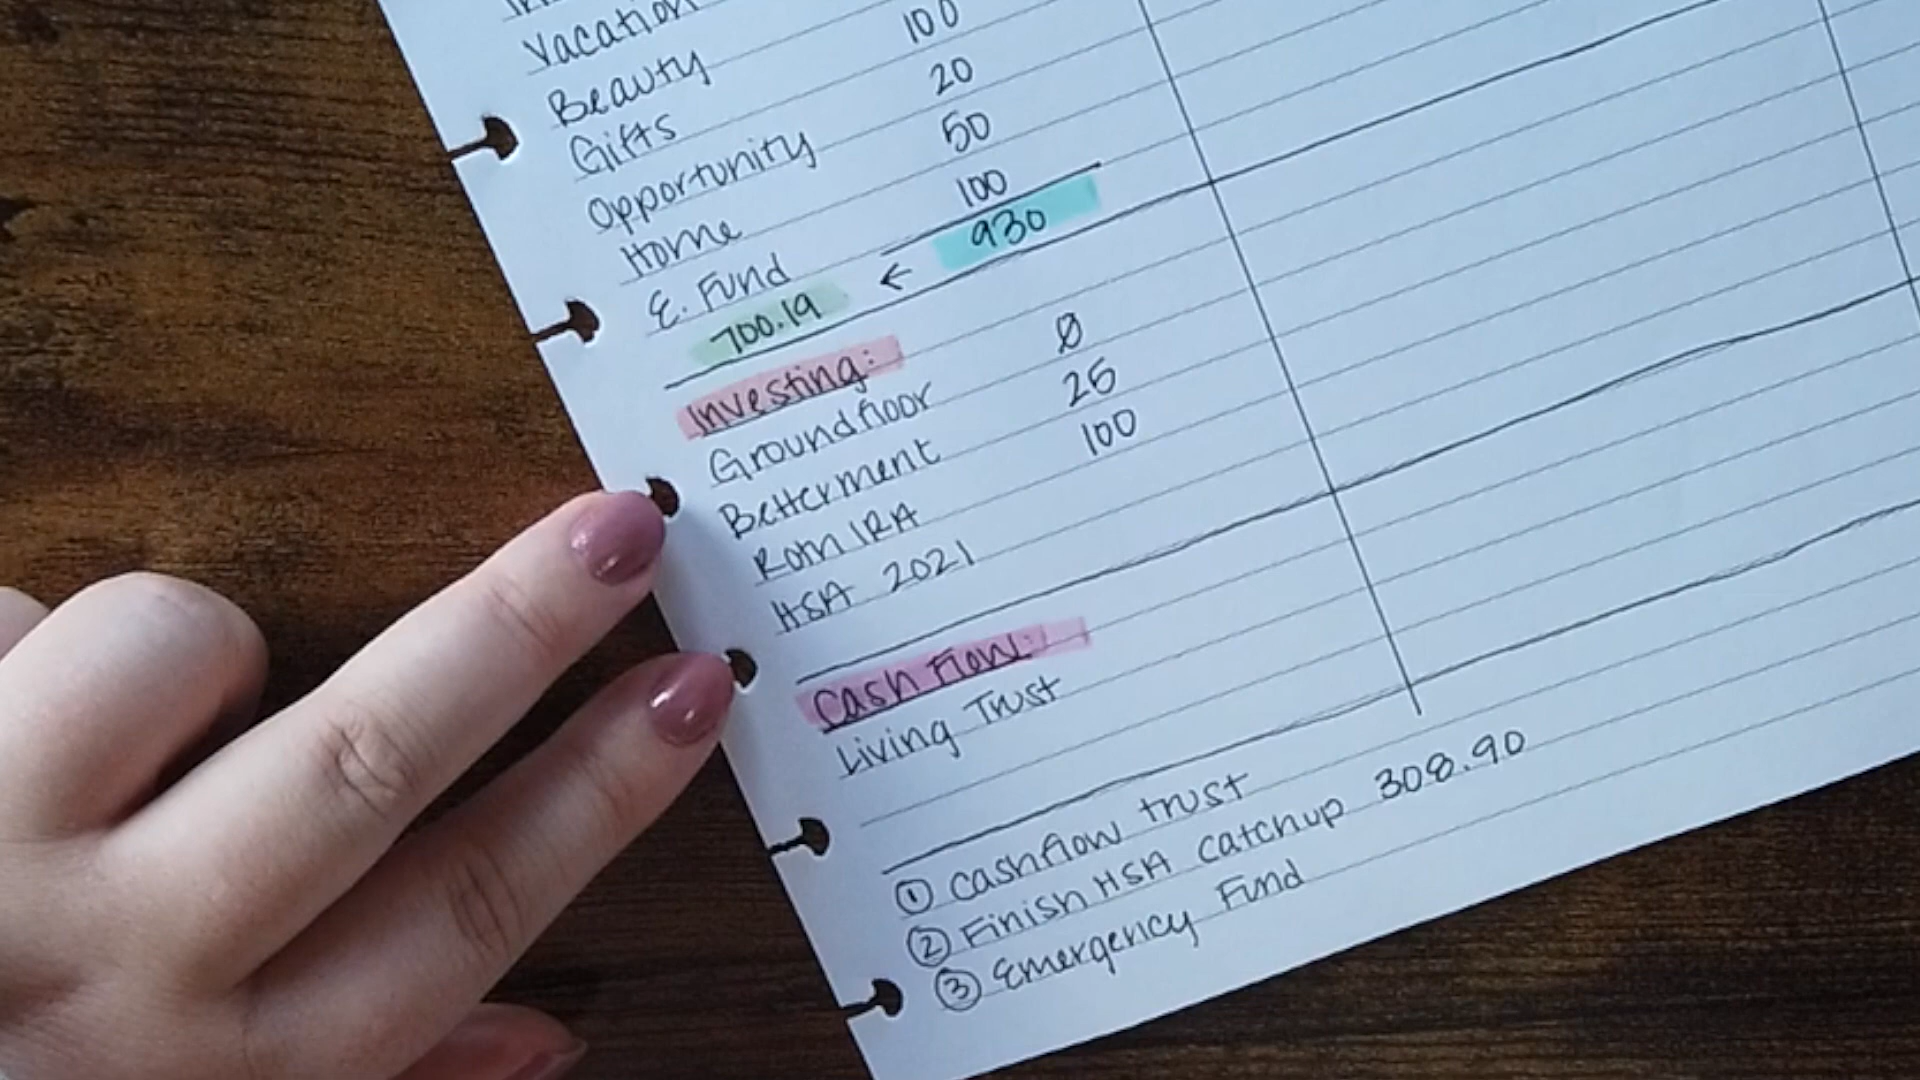 Vacation
Beauty
Gifts 100
Opportunity 20
Home 50
E. Fund 100
700.19 ← 930
Investing:
Groundfloor Ø
Betterment 25
Roth IRA 100
HSA 2021
Cash Flow:
Living Trust
① cashflow trust
② Finish HSA catchup 308.90
③ Emergency Fund